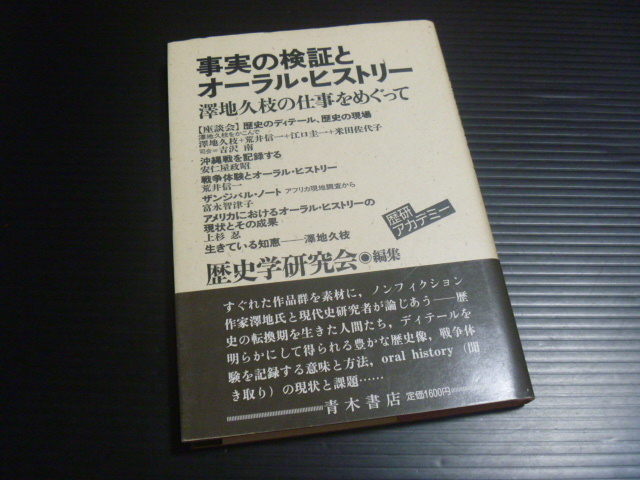 事実の検証と
オーラル・ヒストリー
澤地久枝の仕事をめぐって
【座談会】歴史のディテール、歴史の現場
澤地久枝をかこんで
澤地久枝+荒井信一+江口圭一+米田佐代子
司会=吉沢 南
沖縄戦を記録する
安仁屋政昭
戦争体験とオーラル・ヒストリー
荒井信一
ザンジバル・ノート アフリカ現地調査から
富永智津子
アメリカにおけるオーラル・ヒストリーの
現状とその成果
上杉 忍
生きている知恵――澤地久枝
歴研
アカデミー
歴史学研究会◉編集
すぐれた作品群を素材に，ノンフィクション
作家澤地氏と現代史研究者が論じあう――歴
史の転換期を生きた人間たち，ディテールを
明らかにして得られる豊かな歴史像，戦争体
験を記録する意味と方法，oral history（聞
き取り）の現状と課題……
青木書店 定価1600円